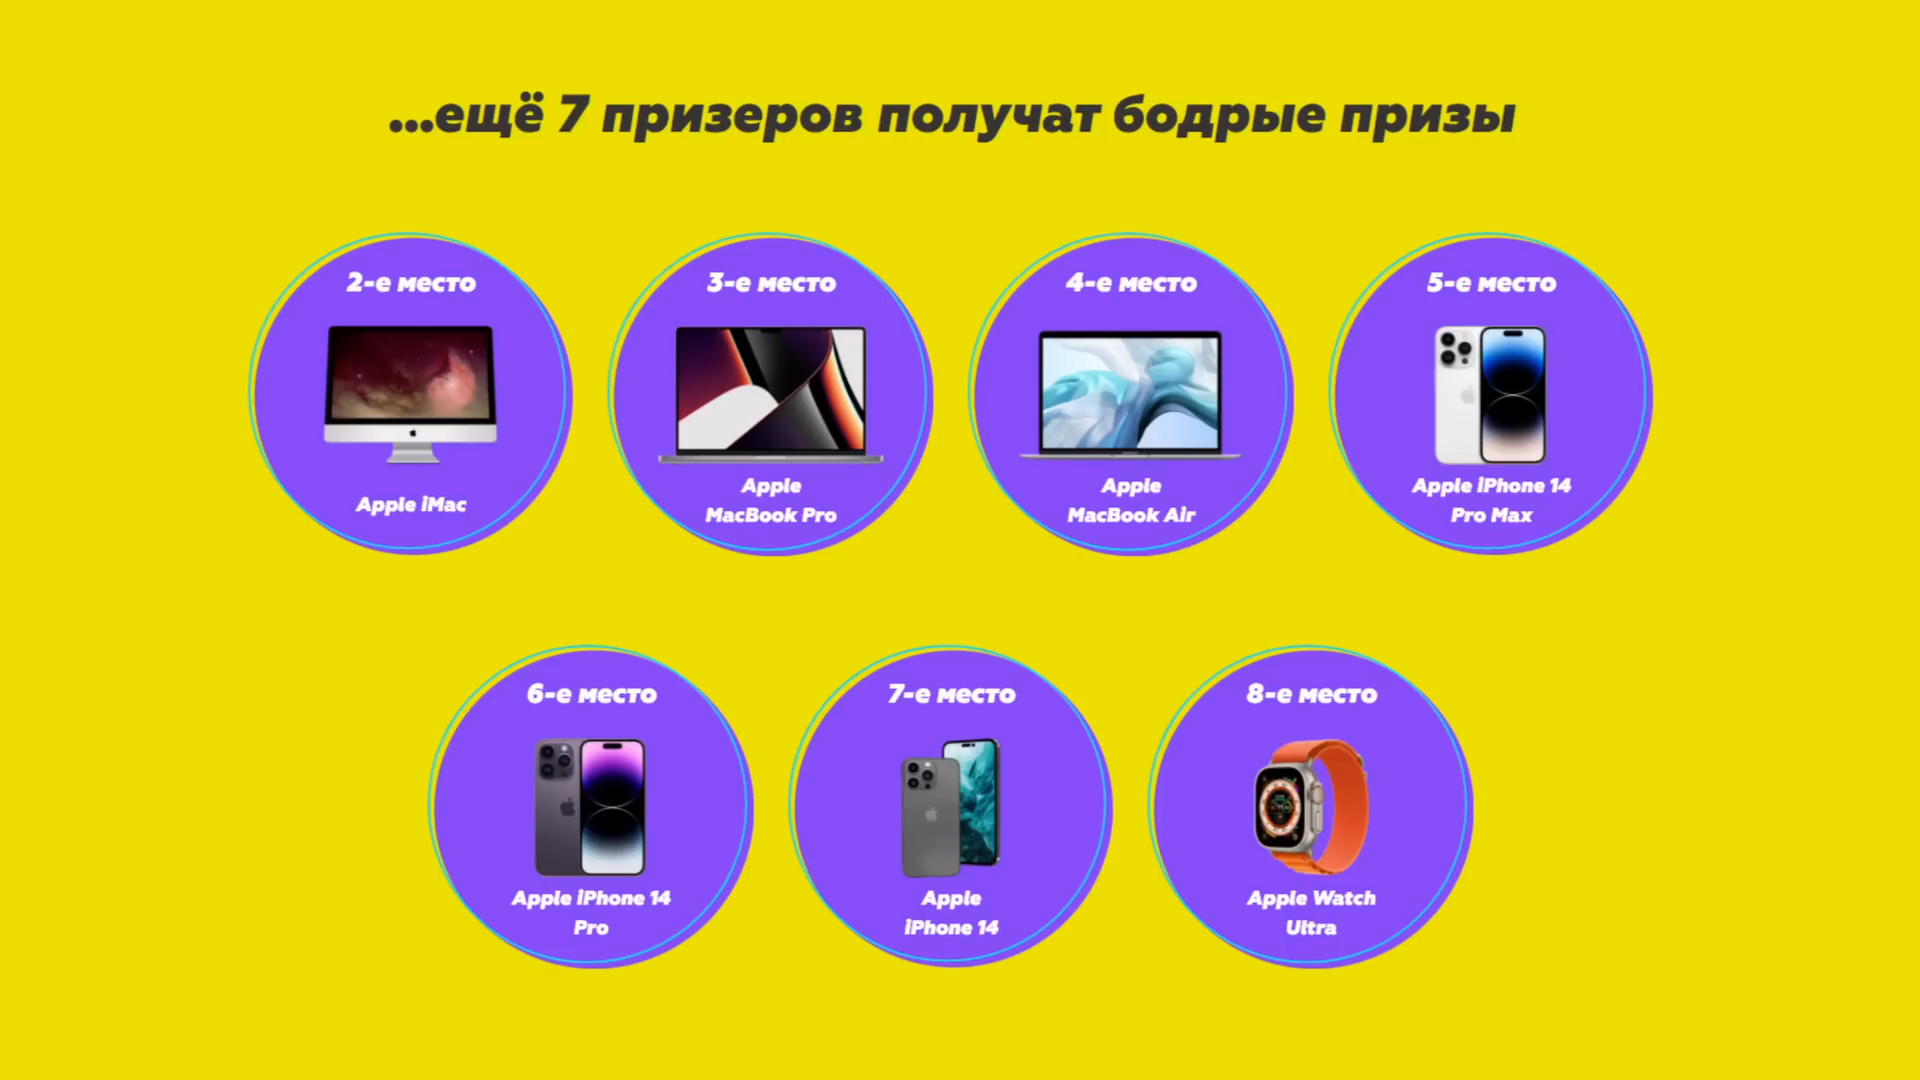 ...ещё 7 призеров получат бодрые призы
2-е место
Apple iMac
3-е место
Apple
MacBook Pro
4-е место
Apple
MacBook Air
5-е место
Apple iPhone 14
Pro Max
6-е место
Apple iPhone 14
Pro
7-е место
Apple
iPhone 14
8-е место
Apple Watch
Ultra